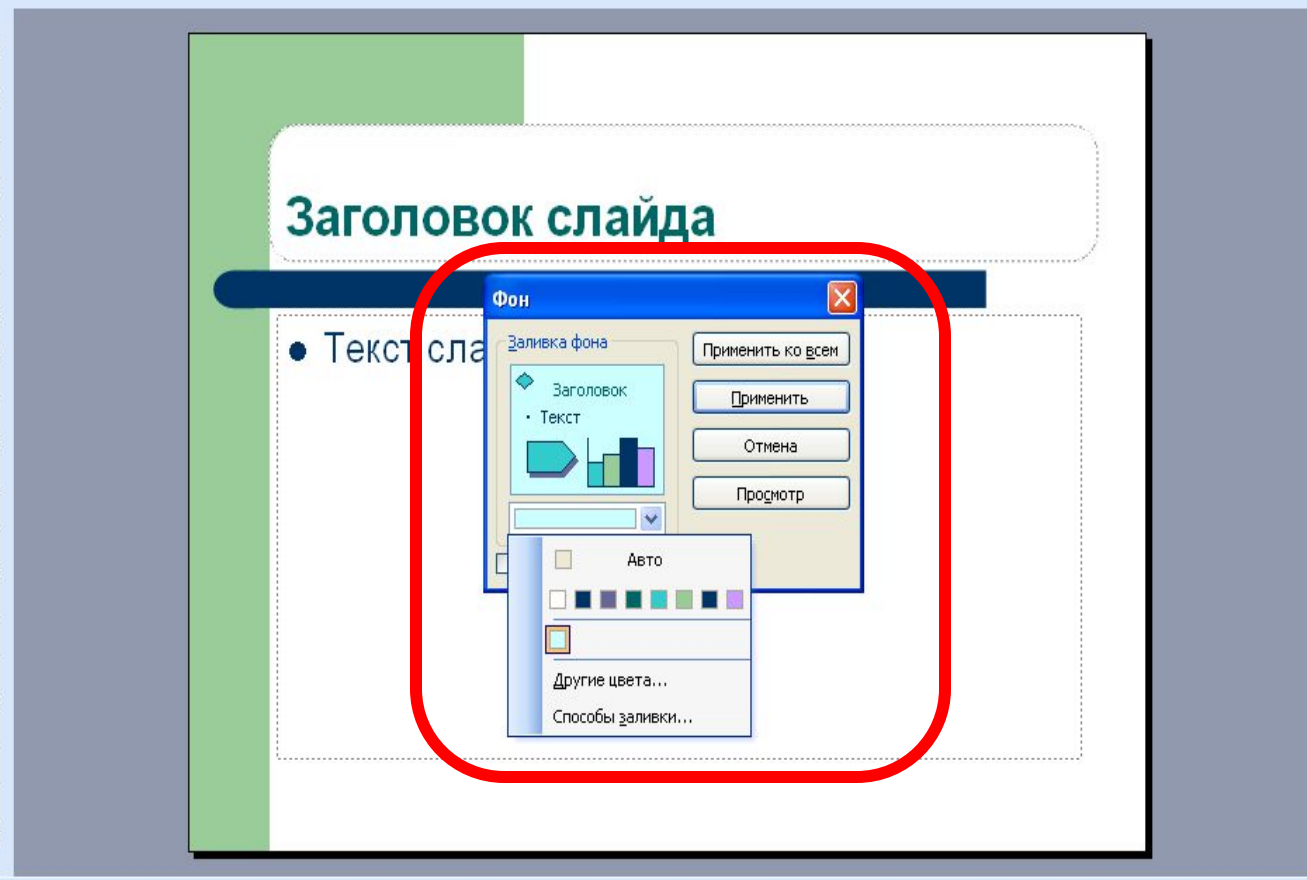 Заголовок слайда
Фон
Текст сла
Заливка фона
Применить ко всем
Заголовок
Применить
Текст
Отмена
Просмотр
Авто
Другие цвета...
Способы заливки...